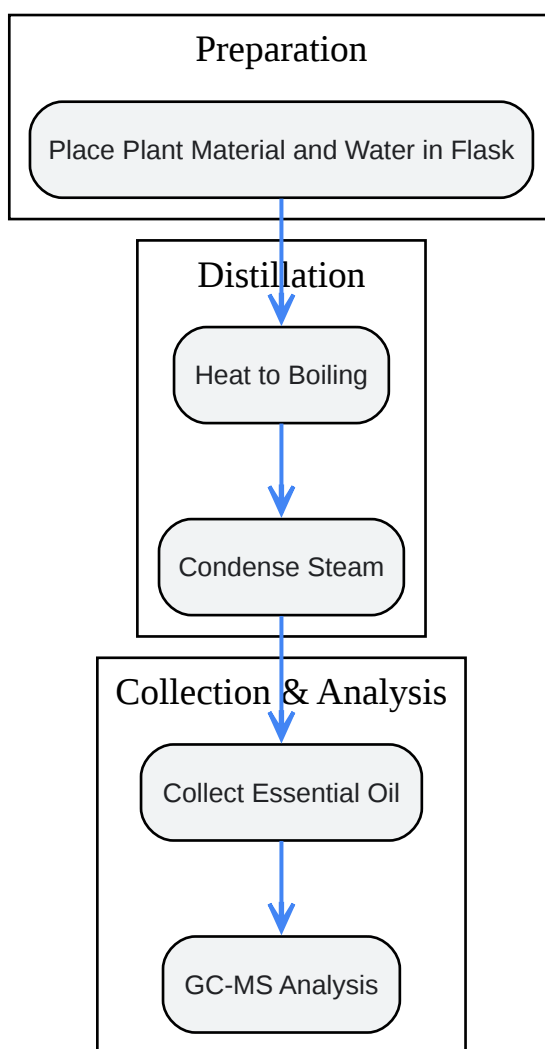 Preparation
Place Plant Material and Water in Flask
Distillation
Heat to Boiling
Condense Steam
Collection & Analysis
Collect Essential Oil
GC-MS Analysis